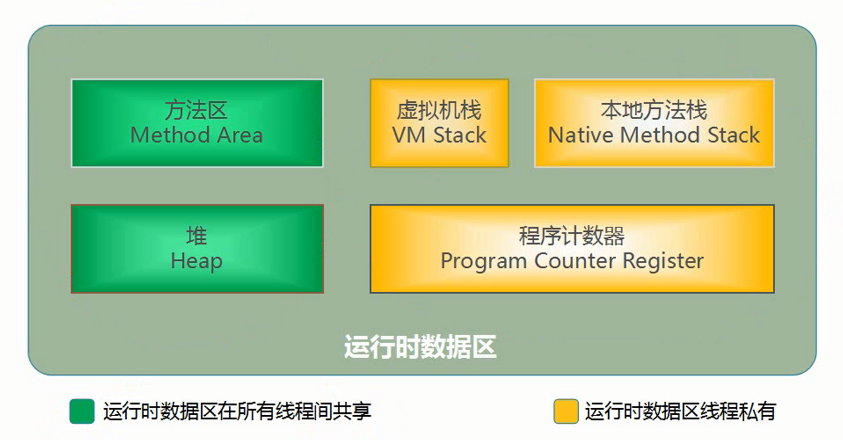 方法区
Method Area
虚拟机栈
VM Stack
本地方法栈
Native Method Stack
堆
Heap
程序计数器
Program Counter Register
运行时数据区
运行时数据区在所有线程间共享
运行时数据区线程私有